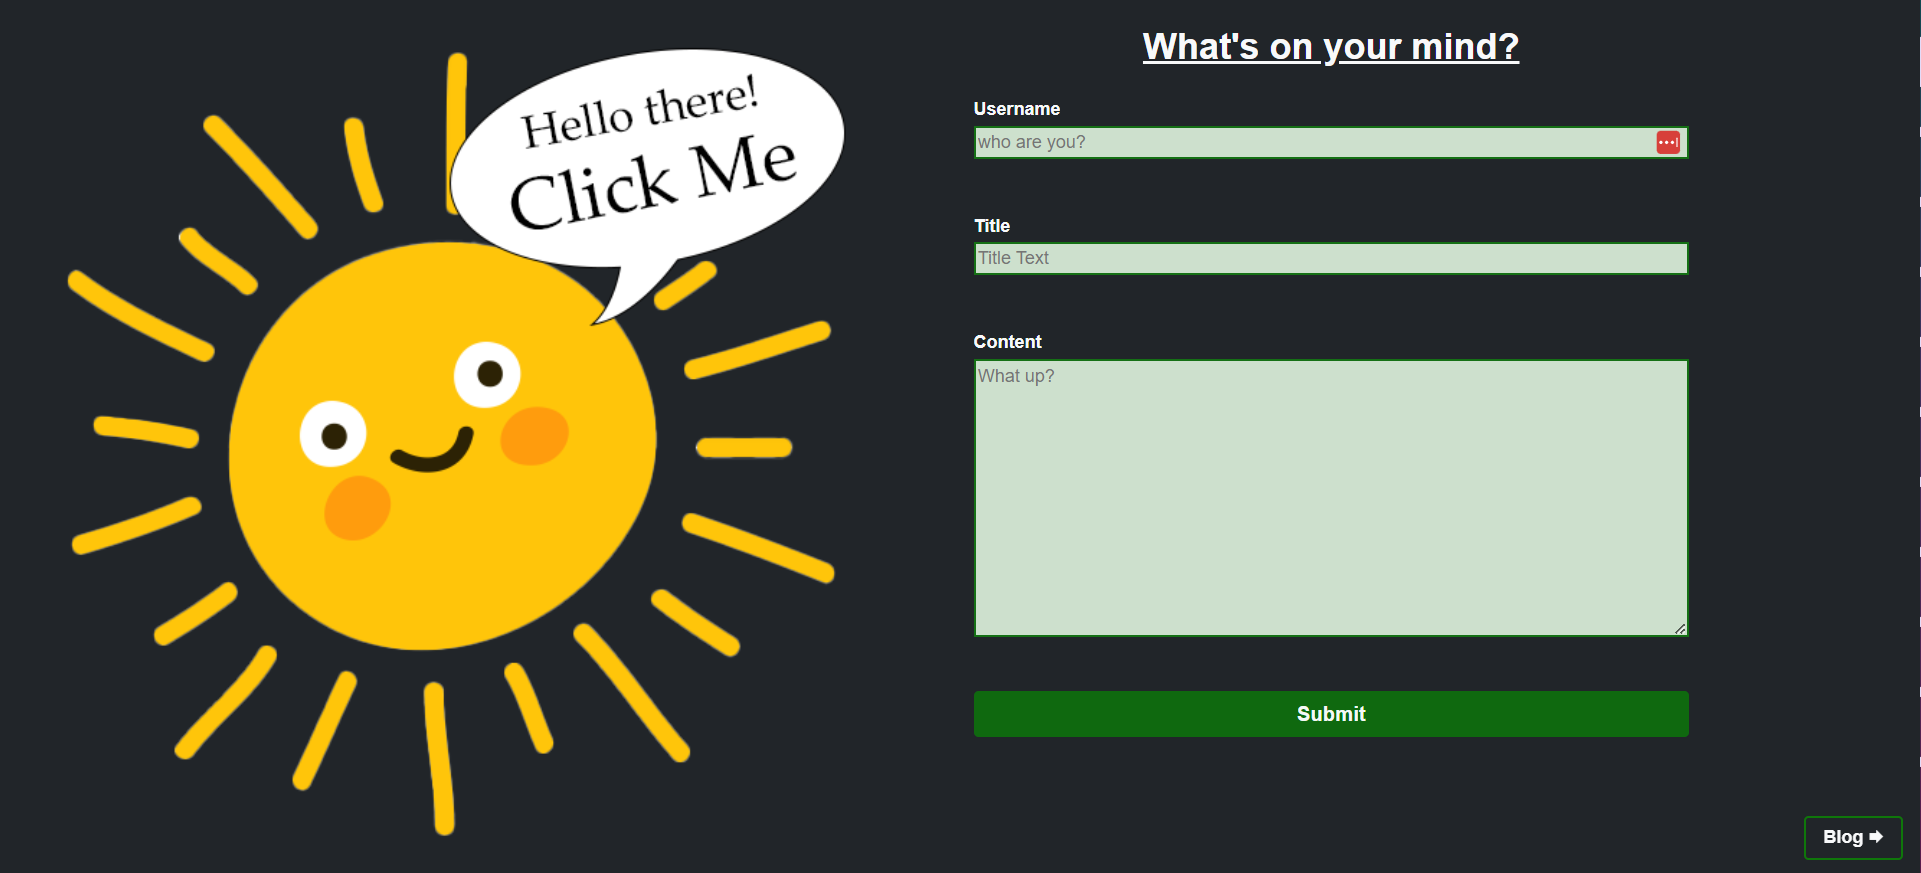 Hello there!
Click Me
What's on your mind?
Username
who are you?
Title
Title Text
Content
What up?
Submit
Blog ➡